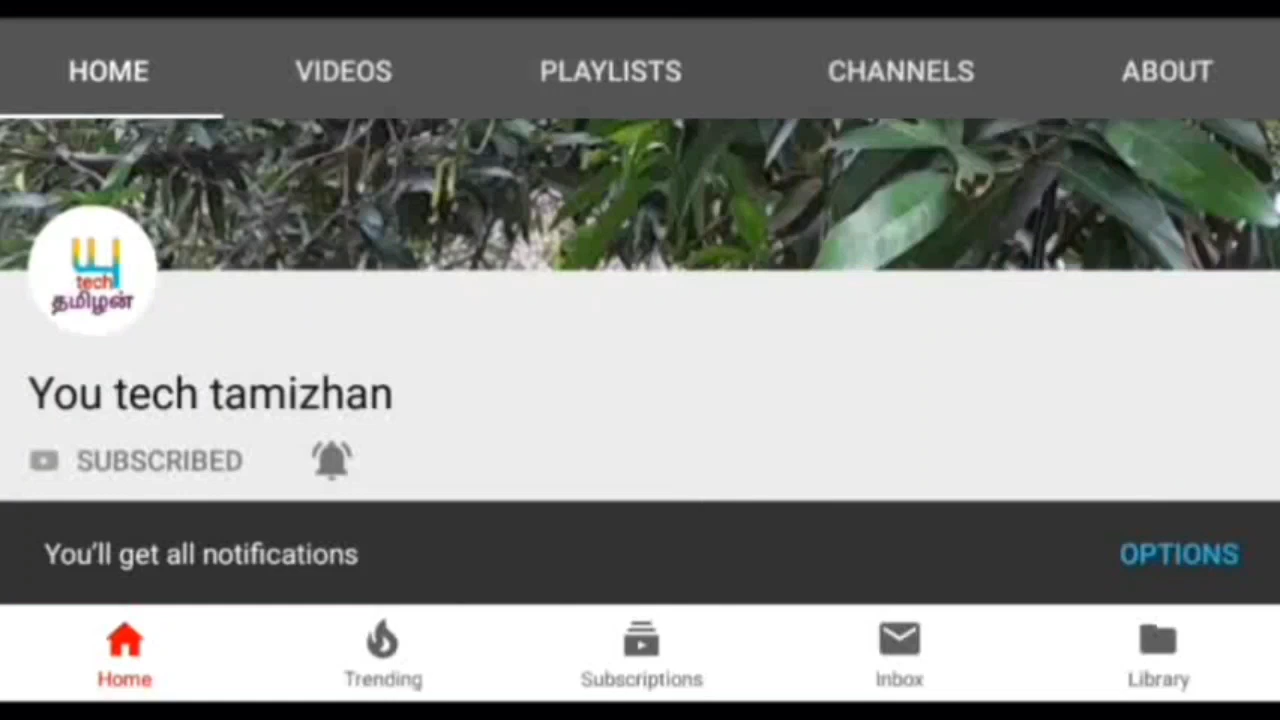 HOME VIDEOS PLAYLISTS CHANNELS ABOUT
tech
தமிழன்
You tech tamizhan
SUBSCRIBED
You'll get all notifications OPTIONS
Home Trending Subscriptions Inbox Library